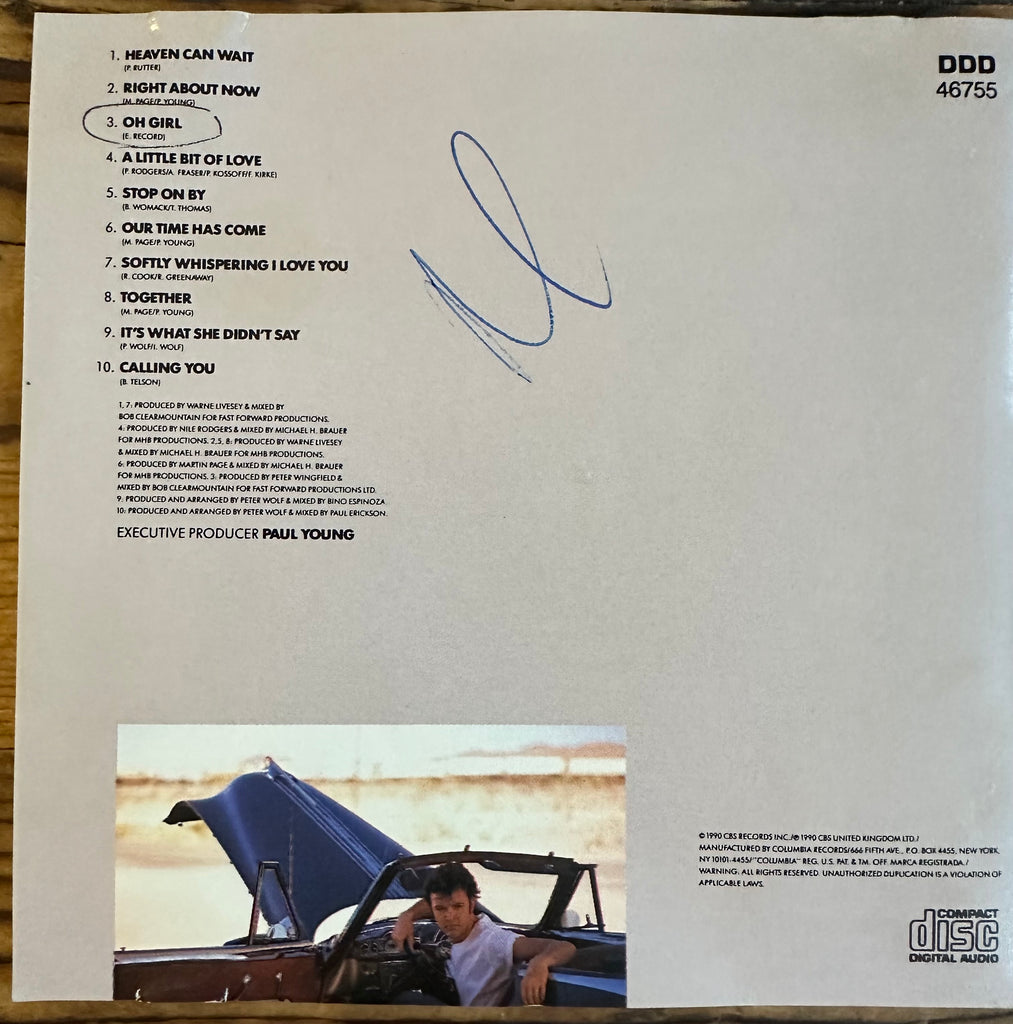 1. HEAVEN CAN WAIT
(P. RUTTER)
2. RIGHT ABOUT NOW
(M. PAGE/P. YOUNG)
3. OH GIRL
(E. RECORD)
4. A LITTLE BIT OF LOVE
(P. RODGERS/A. FRASER/P. KOSSOFF/F. KIRKE)
5. STOP ON BY
(B. WOMACK/T. THOMAS)
6. OUR TIME HAS COME
(M. PAGE/P. YOUNG)
7. SOFTLY WHISPERING I LOVE YOU
(R. COOK/R. GREENAWAY)
8. TOGETHER
(M. PAGE/P. YOUNG)
9. IT'S WHAT SHE DIDN'T SAY
(P. WOLF/I. WOLF)
10. CALLING YOU
(B. TELSON)
1, 7: PRODUCED BY WARNE LIVESEY & MIXED BY
BOB CLEARMOUNTAIN FOR FAST FORWARD PRODUCTIONS.
4: PRODUCED BY NILE RODGERS & MIXED BY MICHAEL H. BRAUER
FOR MHB PRODUCTIONS. 2,5, 8: PRODUCED BY WARNE LIVESEY
& MIXED BY MICHAEL H. BRAUER FOR MHB PRODUCTIONS.
6: PRODUCED BY MARTIN PAGE & MIXED BY MICHAEL H. BRAUER
FOR MHB PRODUCTIONS. 3: PRODUCED BY PETER WINGFIELD &
MIXED BY BOB CLEARMOUNTAIN FOR FAST FORWARD PRODUCTIONS LTD.
9: PRODUCED AND ARRANGED BY PETER WOLF & MIXED BY BINO ESPINOZA.
10: PRODUCED AND ARRANGED BY PETER WOLF & MIXED BY PAUL ERICKSON.
EXECUTIVE PRODUCER PAUL YOUNG
DDD
46755
© 1990 CBS RECORDS INC./℗ 1990 CBS UNITED KINGDOM LTD./
MANUFACTURED BY COLUMBIA RECORDS/666 FIFTH AVE., P.O. BOX 4455, NEW YORK,
NY 10101-4455/"COLUMBIA" REG. U.S. PAT. & TM. OFF. MARCA REGISTRADA./
WARNING: ALL RIGHTS RESERVED. UNAUTHORIZED DUPLICATION IS A VIOLATION OF
APPLICABLE LAWS.
COMPACT
disc
DIGITAL AUDIO